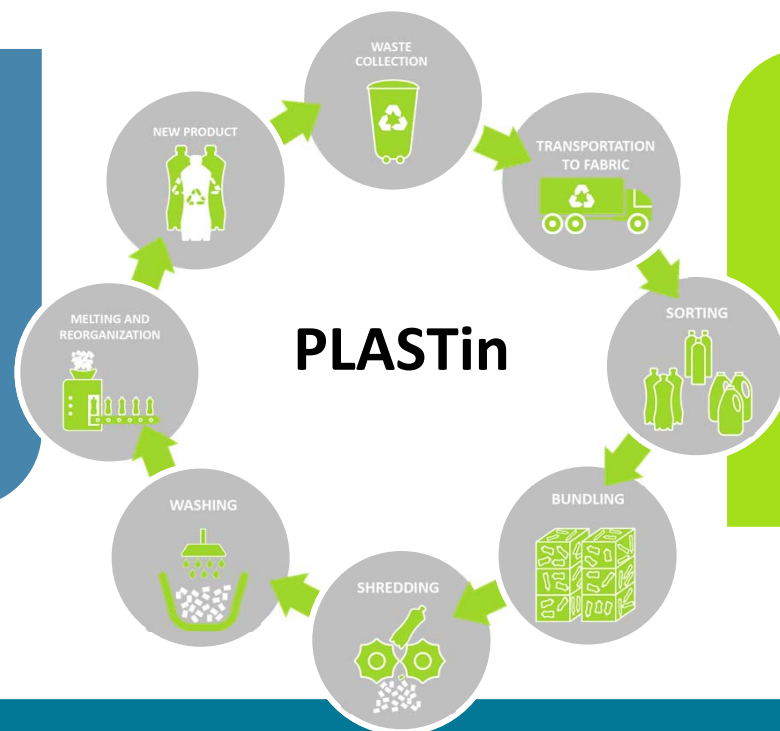 WASTE
COLLECTION
TRANSPORTATION
TO FABRIC
SORTING
BUNDLING
SHREDDING
WASHING
MELTING AND
REORGANIZATION
NEW PRODUCT
PLASTin